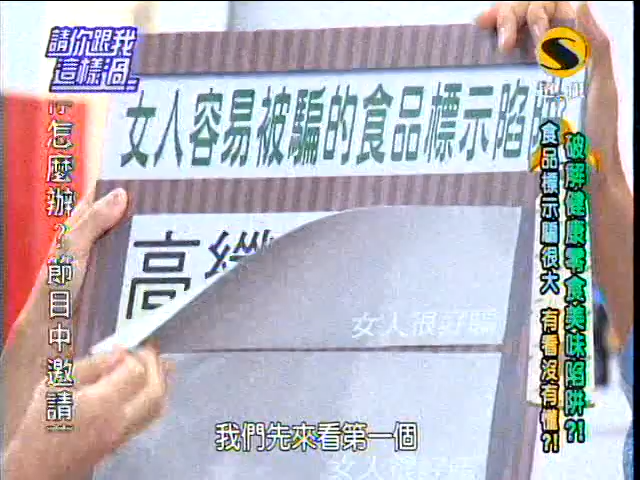 請你跟我
這樣過
女人容易被騙的食品標示陷阱
高纖
女人很好騙
女人很好騙
怎麼辦?節目中邀請
破解健康零食美味陷阱?!
食品標示騙很大 有看沒有懂?!
我們先來看第一個